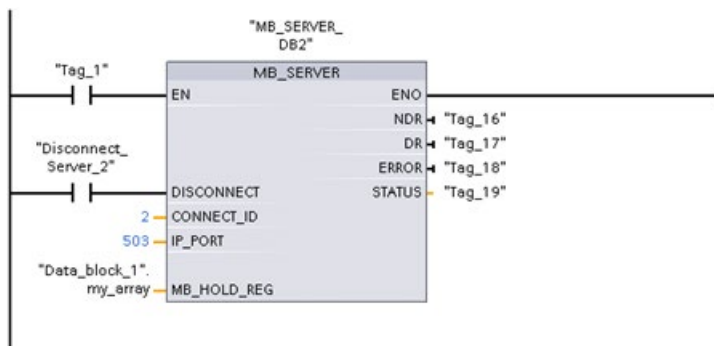 "MB_SERVER_
DB2"
MB_SERVER
"Tag_1"
EN
ENO
NDR
"Tag_16"
DR
"Tag_17"
ERROR
"Tag_18"
"Disconnect_
Server_2"
DISCONNECT
STATUS
"Tag_19"
2
CONNECT_ID
503
IP_PORT
"Data_block_1".
my_array
MB_HOLD_REG